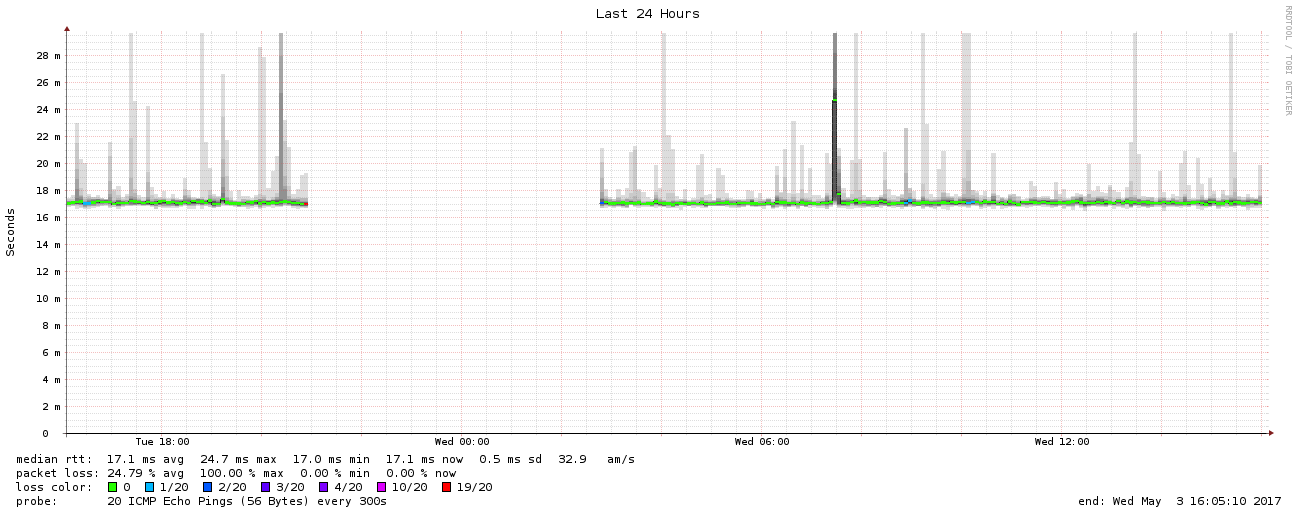 Last 24 Hours
RRDTOOL / TOBI OETIKER
Seconds
28 m
26 m
24 m
22 m
20 m
18 m
16 m
14 m
12 m
10 m
8 m
6 m
4 m
2 m
0
Tue 18:00 Wed 00:00 Wed 06:00 Wed 12:00
median rtt: 17.1 ms avg 24.7 ms max 17.0 ms min 17.1 ms now 0.5 ms sd 32.9 am/s
packet loss: 24.79 % avg 100.00 % max 0.00 % min 0.00 % now
loss color: 0 1/20 2/20 3/20 4/20 10/20 19/20
probe: 20 ICMP Echo Pings (56 Bytes) every 300s end: Wed May 3 16:05:10 2017